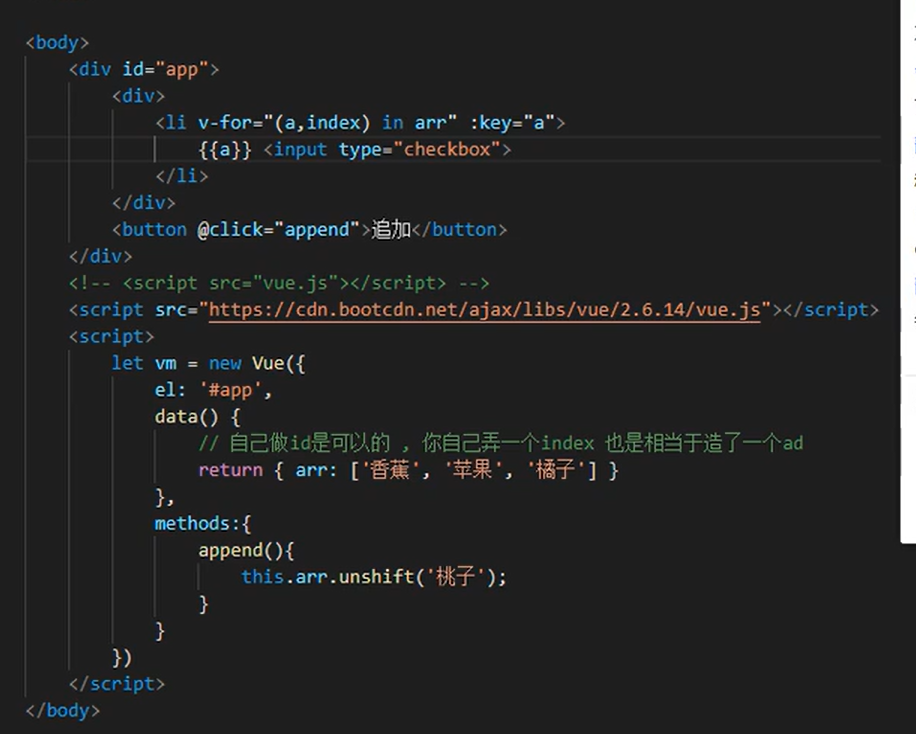 <body>
<div id="app">
<div>
<li v-for="(a,index) in arr" :key="a">
{{a}} <input type="checkbox">
</li>
</div>
<button @click="append">追加</button>
</div>
<!-- <script src="vue.js"></script> -->
<script src="https://cdn.bootcdn.net/ajax/libs/vue/2.6.14/vue.js"></script>
<script>
let vm = new Vue({
el: '#app',
data() {
// 自己做id是可以的 , 你自己弄一个index 也是相当于造了一个ad
return { arr: ['香蕉', '苹果', '橘子'] }
},
methods:{
append(){
this.arr.unshift('桃子');
}
}
})
</script>
</body>